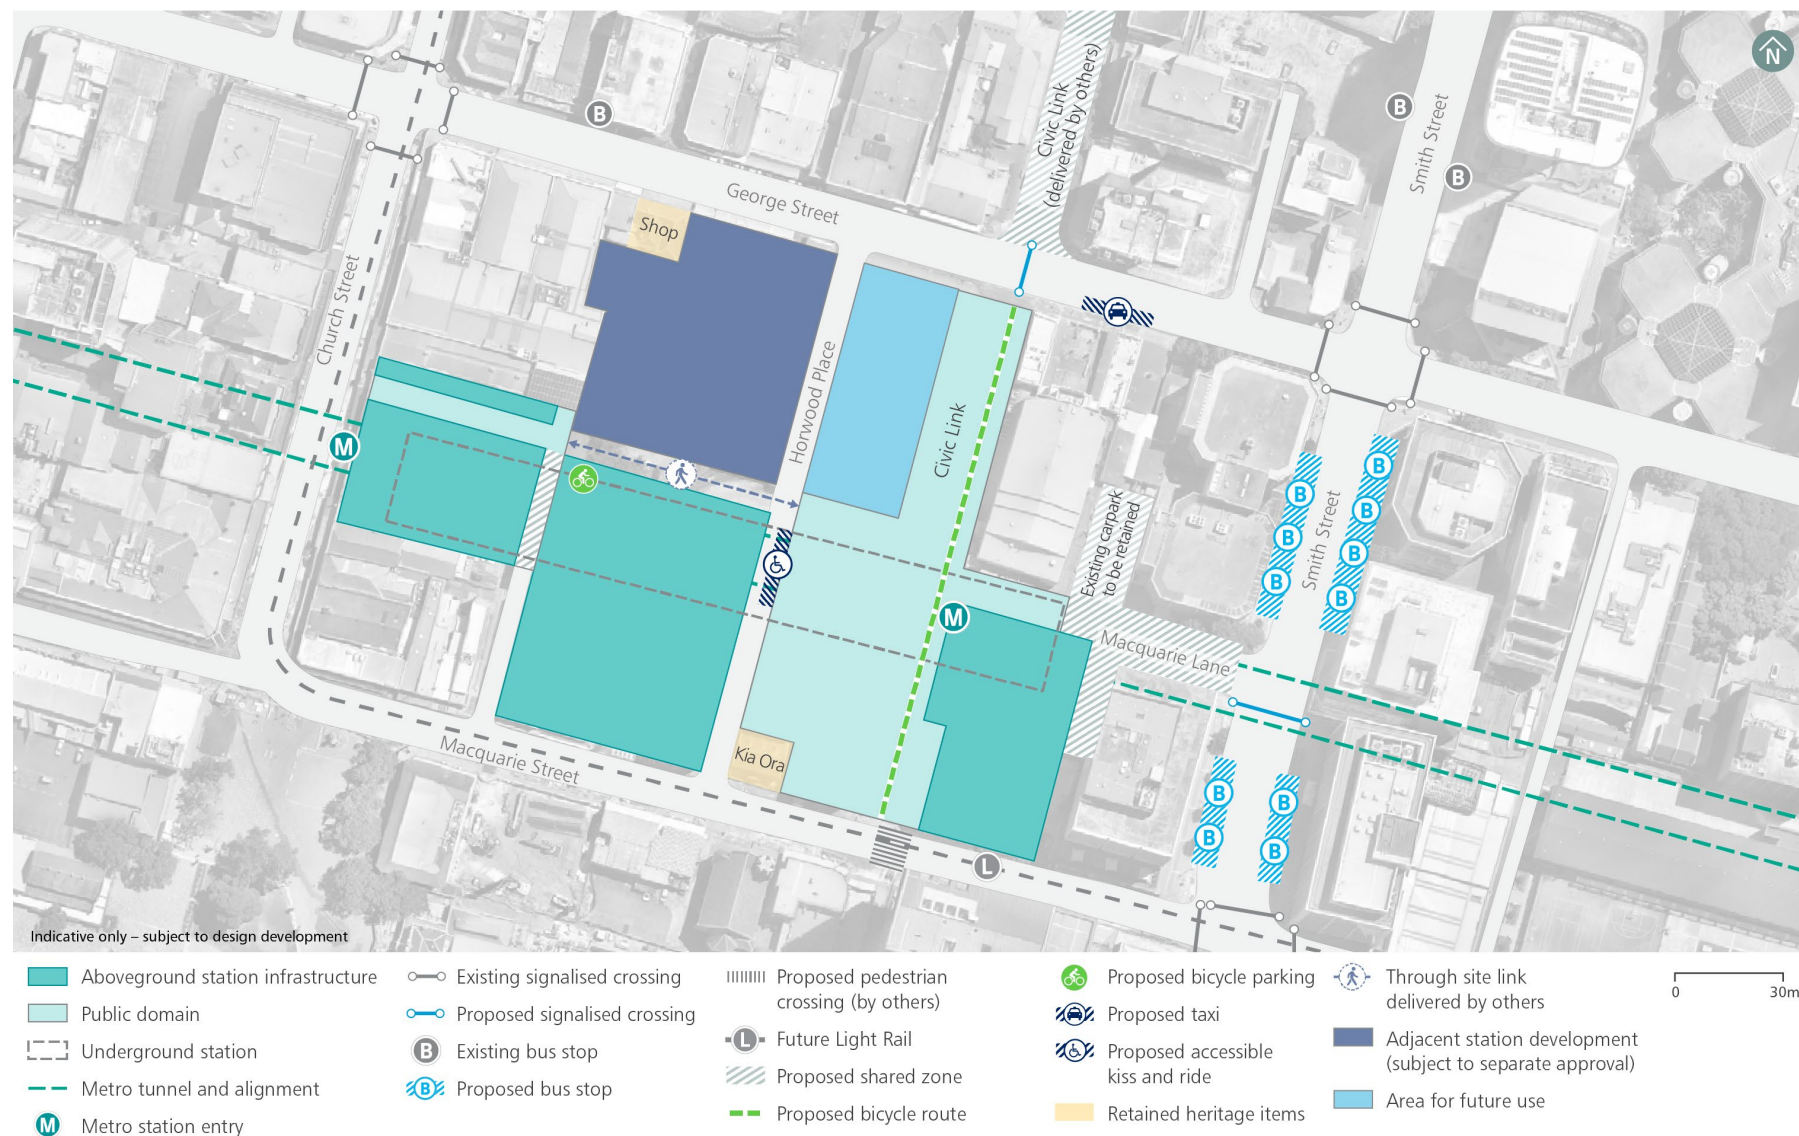 N
Civic Link
(delivered by others)
B
B
B
Smith Street
George Street
Shop
Church Street
Horwood Place
Civic Link
M
Existing carpark
to be retained
Smith Street
B
B
B
B
B
B
B
M
Macquarie Lane
Kia Ora
Macquarie Street
B
B
B
B
L
Indicative only – subject to design development
Aboveground station infrastructure
Public domain
Underground station
Metro tunnel and alignment
M Metro station entry
Existing signalised crossing
Proposed signalised crossing
B Existing bus stop
B Proposed bus stop
Proposed pedestrian
crossing (by others)
L Future Light Rail
Proposed shared zone
Proposed bicycle route
Proposed bicycle parking
Proposed taxi
Proposed accessible
kiss and ride
Retained heritage items
Through site link
delivered by others
Adjacent station development
(subject to separate approval)
Area for future use
0 30m